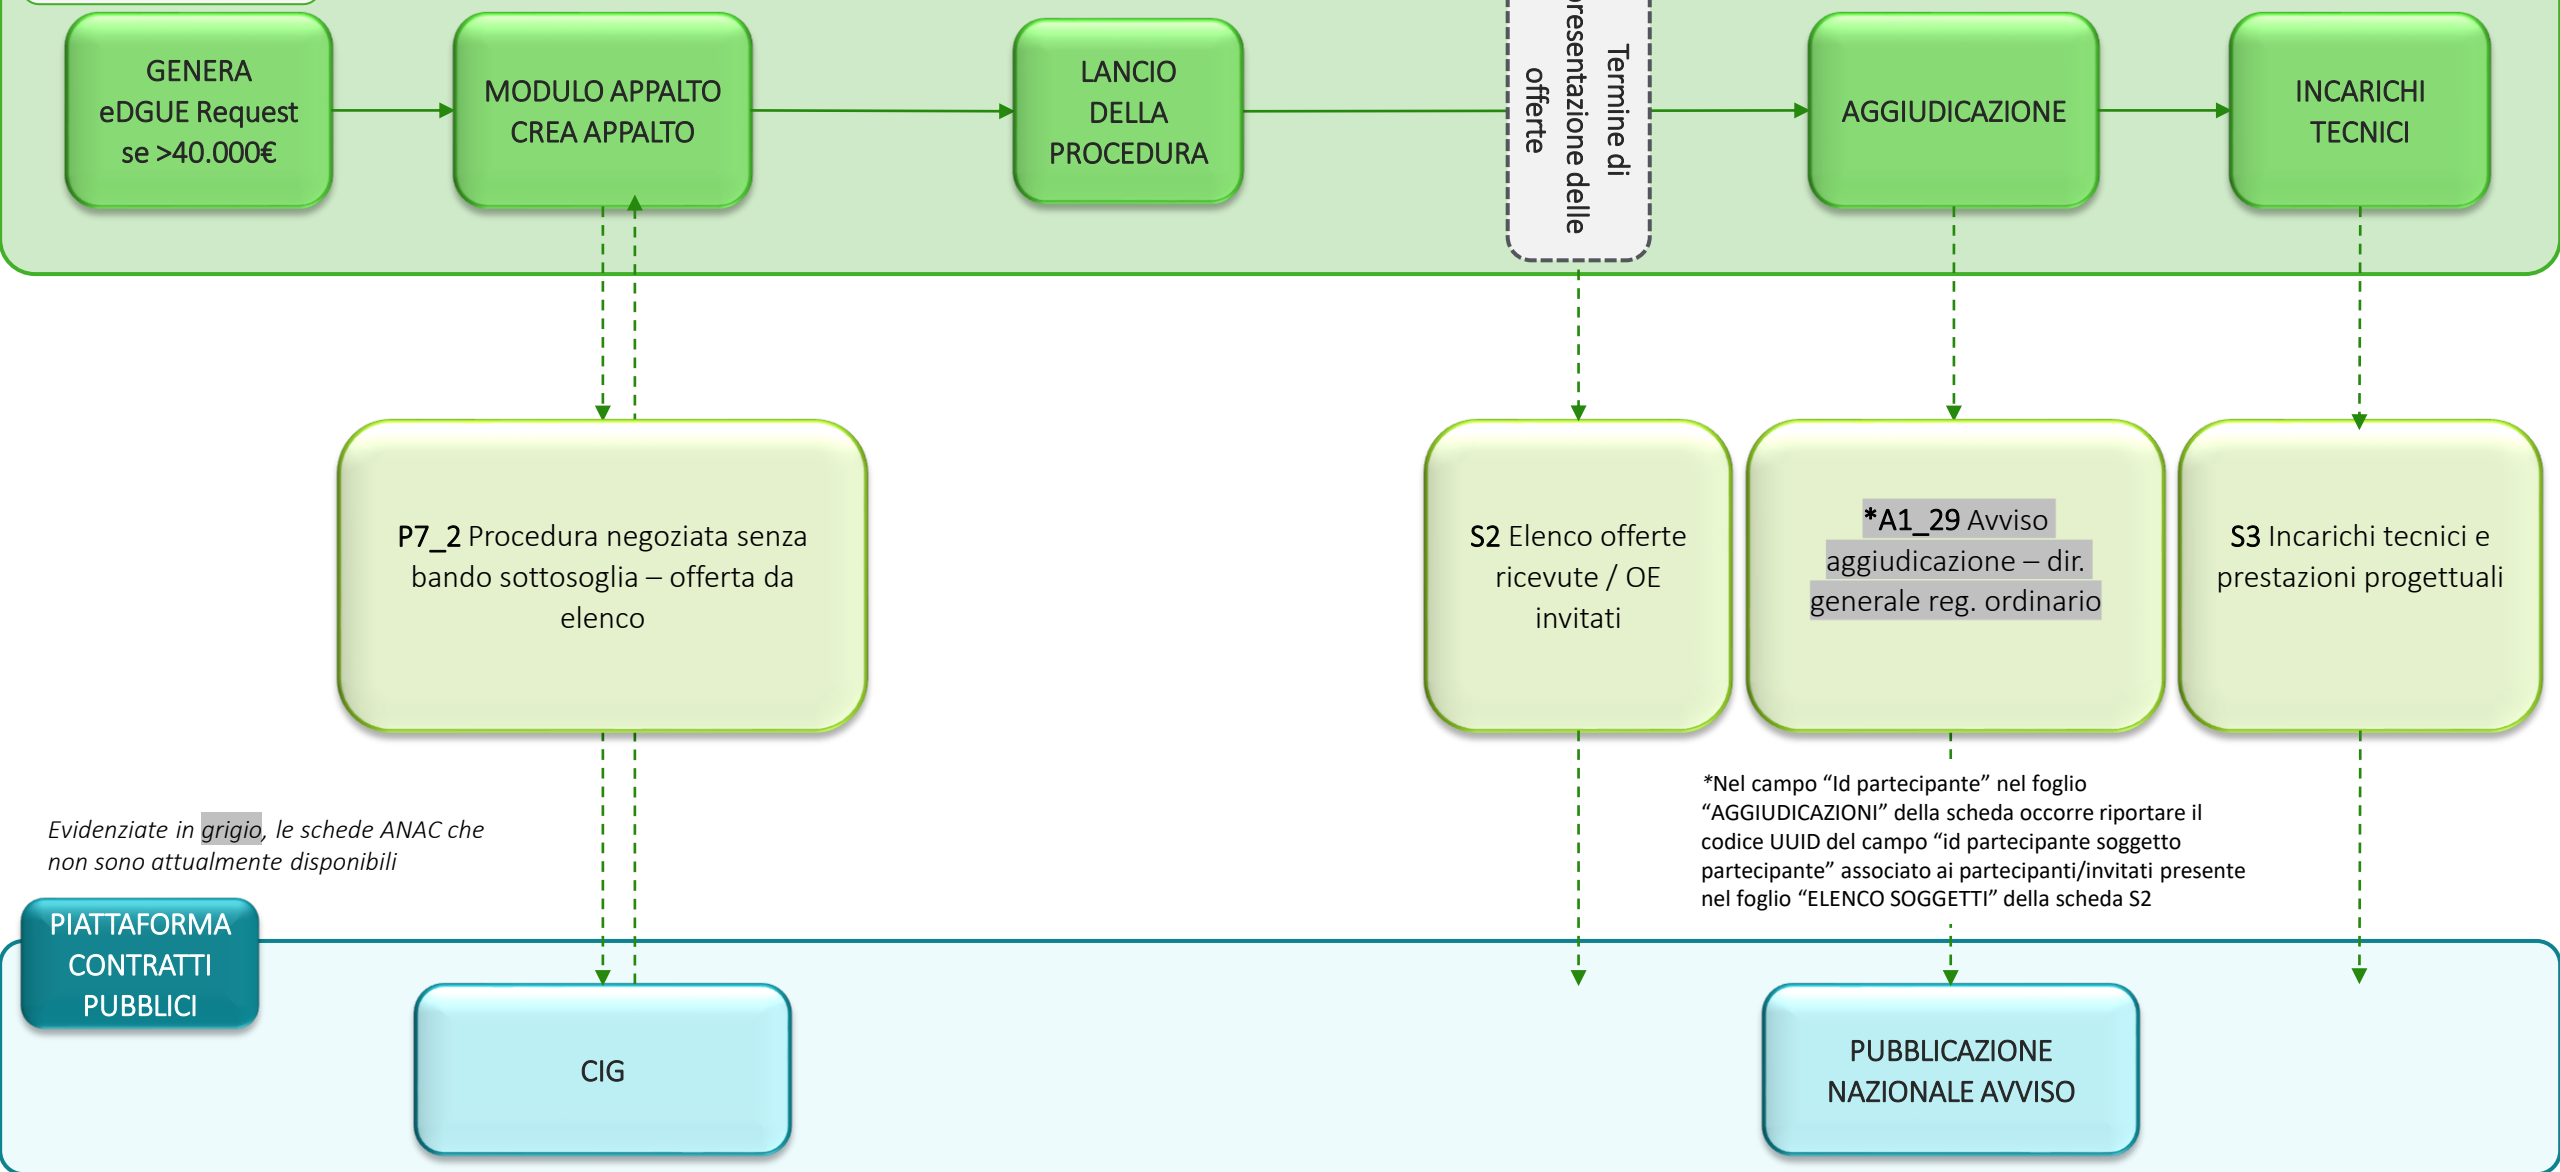 GENERA
eDGUE Request
se >40.000€
MODULO APPALTO
CREA APPALTO
LANCIO
DELLA
PROCEDURA
Termine di
presentazione delle
offerte
AGGIUDICAZIONE
INCARICHI
TECNICI
P7_2 Procedura negoziata senza
bando sottosoglia – offerta da
elenco
S2 Elenco offerte
ricevute / OE
invitati
*A1_29 Avviso
aggiudicazione – dir.
generale reg. ordinario
S3 Incarichi tecnici e
prestazioni progettuali
*Nel campo “Id partecipante” nel foglio
“AGGIUDICAZIONI” della scheda occorre riportare il
codice UUID del campo “id partecipante soggetto
partecipante” associato ai partecipanti/invitati presente
nel foglio “ELENCO SOGGETTI” della scheda S2
Evidenziate in grigio, le schede ANAC che
non sono attualmente disponibili
PIATTAFORMA
CONTRATTI
PUBBLICI
CIG
PUBBLICAZIONE
NAZIONALE AVVISO